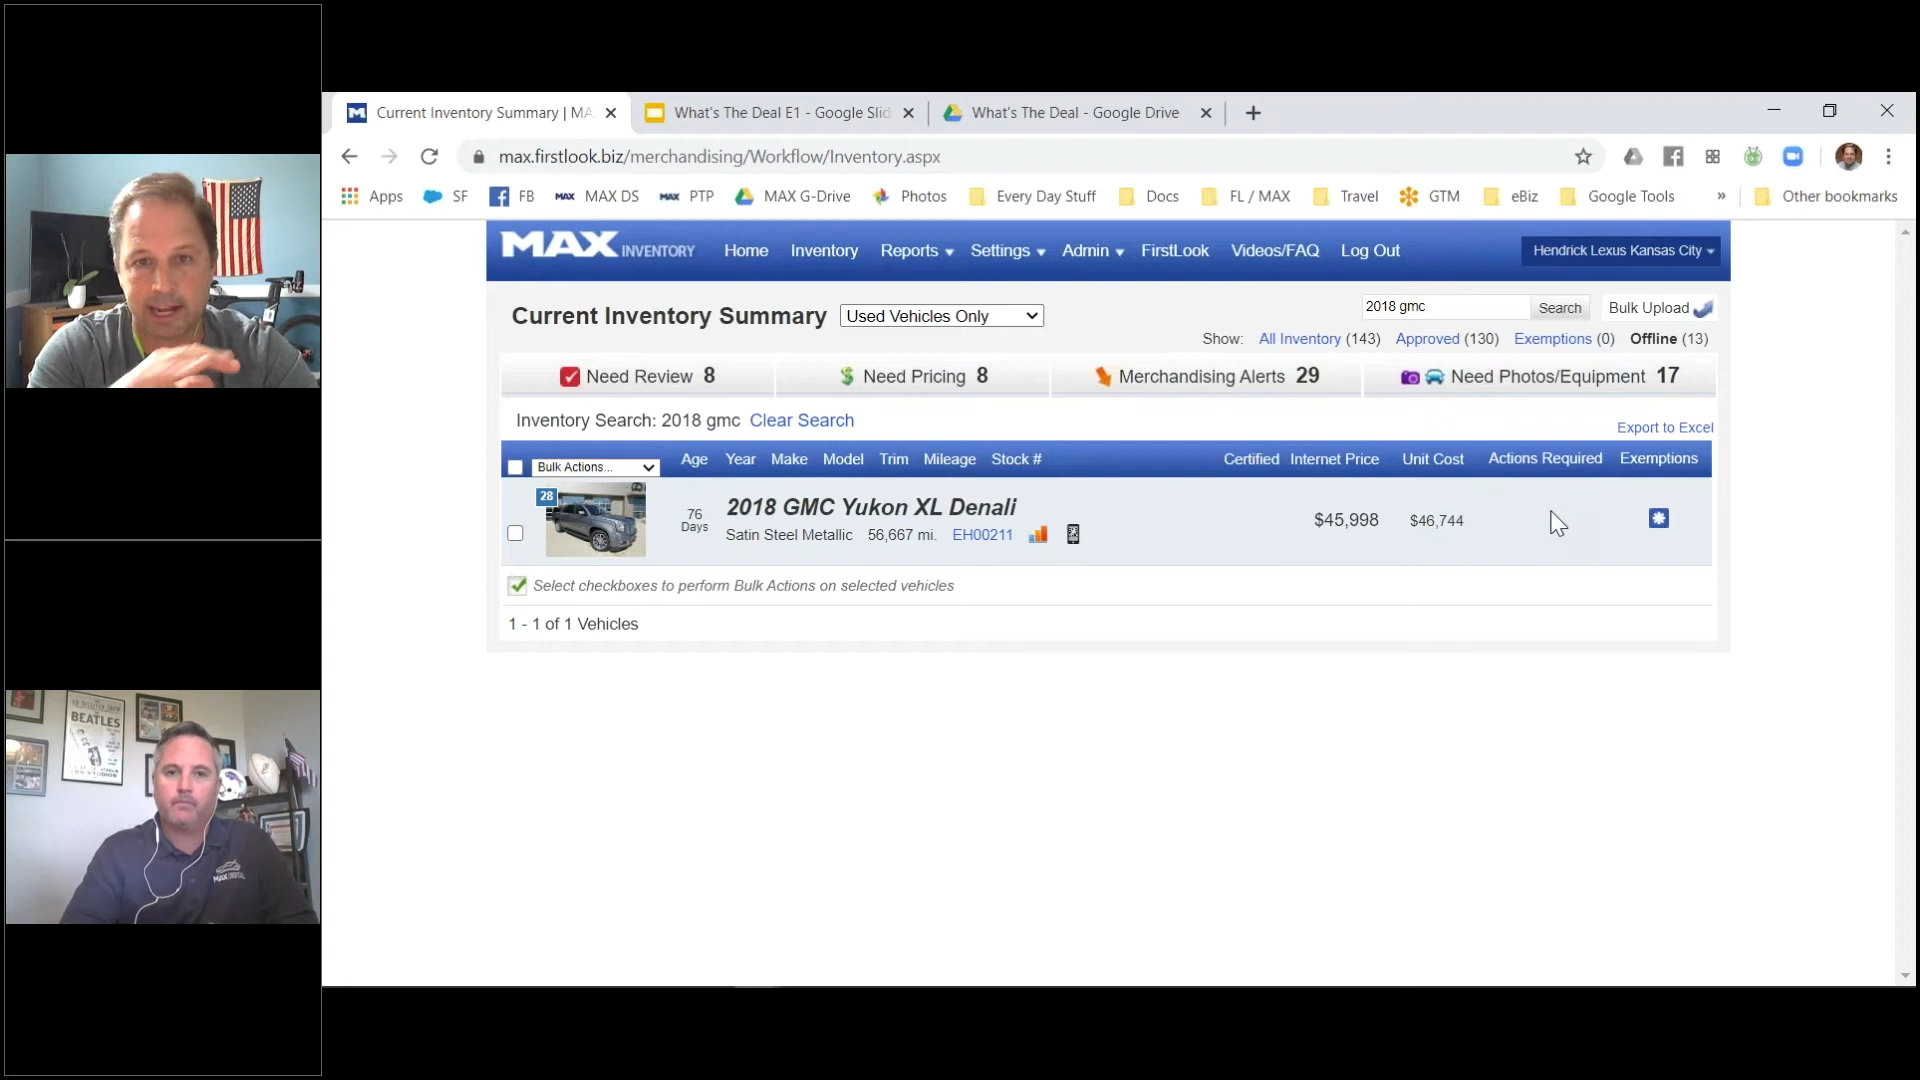 Current Inventory Summary | MA
What's The Deal E1 - Google Slid
What's The Deal - Google Drive
max.firstlook.biz/merchandising/Workflow/Inventory.aspx
Apps SF FB MAX MAX DS MAX PTP MAX G-Drive Photos Every Day Stuff Docs FL / MAX Travel GTM eBiz Google Tools » Other bookmarks
MAX INVENTORY Home Inventory Reports Settings Admin FirstLook Videos/FAQ Log Out Hendrick Lexus Kansas City
Current Inventory Summary Used Vehicles Only 2018 gmc Search Bulk Upload
Show: All Inventory (143) Approved (130) Exemptions (0) Offline (13)
Need Review 8 Need Pricing 8 Merchandising Alerts 29 Need Photos/Equipment 17
Inventory Search: 2018 gmc Clear Search
Export to Excel
Bulk Actions... Age Year Make Model Trim Mileage Stock # Certified Internet Price Unit Cost Actions Required Exemptions
28
76 Days
2018 GMC Yukon XL Denali
Satin Steel Metallic 56,667 mi. EH00211
$45,998 $46,744
Select checkboxes to perform Bulk Actions on selected vehicles
1 - 1 of 1 Vehicles
BEATLES
MAX DIGITAL